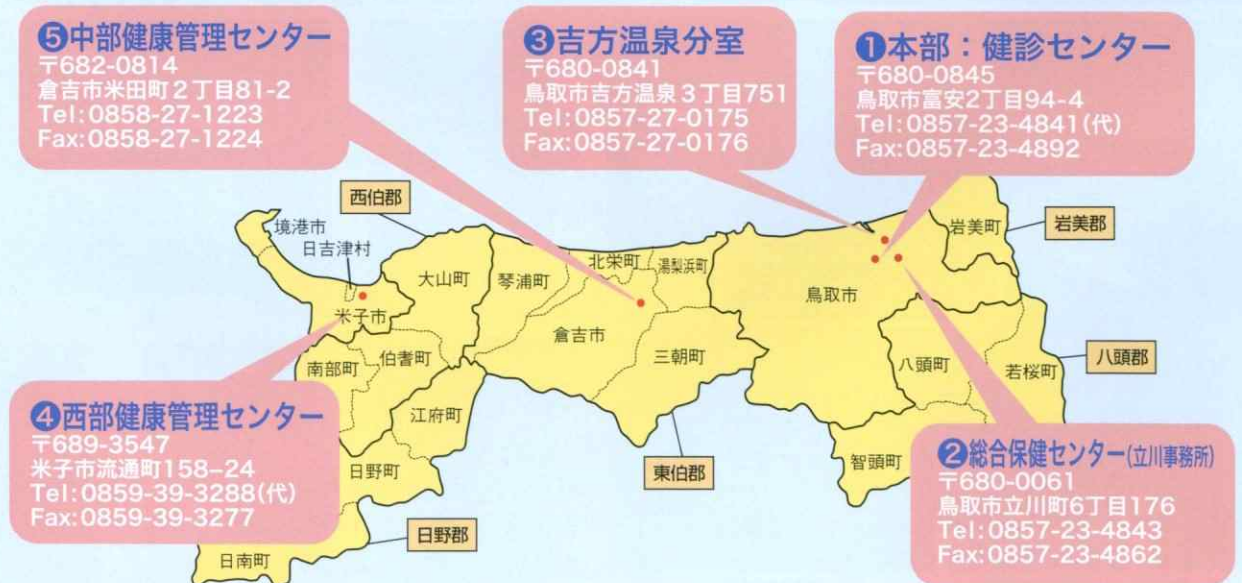 ❺中部健康管理センター
〒682-0814
倉吉市米田町2丁目81-2
Tel:0858-27-1223
Fax:0858-27-1224
❸吉方温泉分室
〒680-0841
鳥取市吉方温泉3丁目751
Tel:0857-27-0175
Fax:0857-27-0176
❶本部:健診センター
〒680-0845
鳥取市富安2丁目94-4
Tel:0857-23-4841(代)
Fax:0857-23-4892
西伯郡
境港市
日吉津村
大山町
米子市
南部町
伯耆町
江府町
日野町
日南町
日野郡
琴浦町
北栄町
湯梨浜町
倉吉市
三朝町
東伯郡
鳥取市
岩美町
岩美郡
八頭町
若桜町
八頭郡
智頭町
❹西部健康管理センター
〒689-3547
米子市流通町158-24
Tel:0859-39-3288(代)
Fax:0859-39-3277
❷総合保健センター(立川事務所)
〒680-0061
鳥取市立川町6丁目176
Tel:0857-23-4843
Fax:0857-23-4862